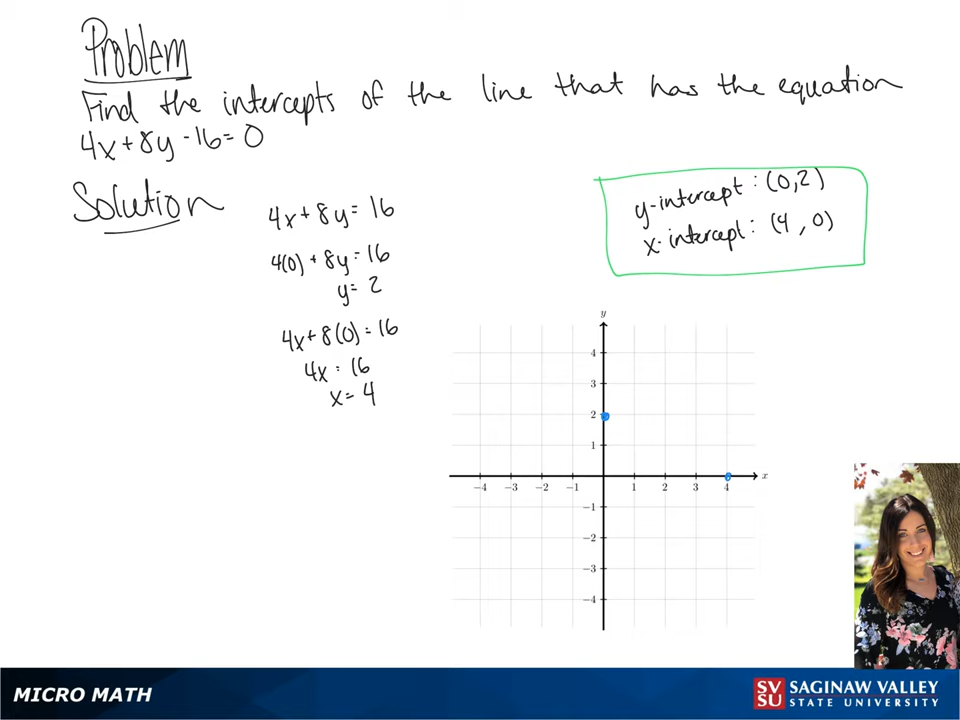 Problem
Find the intercepts of the line that has the equation
4x+8y-16=0
Solution
4x+8y=16
4(0)+8y=16
y=2
4x+8(0)=16
4x=16
x=4
y-intercept: (0,2)
x-intercept: (4,0)
y
4
3
2
1
−4 −3 −2 −1 1 2 3 4 x
−1
−2
−3
−4
MICRO MATH
SV
SU
SAGINAW VALLEY
STATE UNIVERSITY